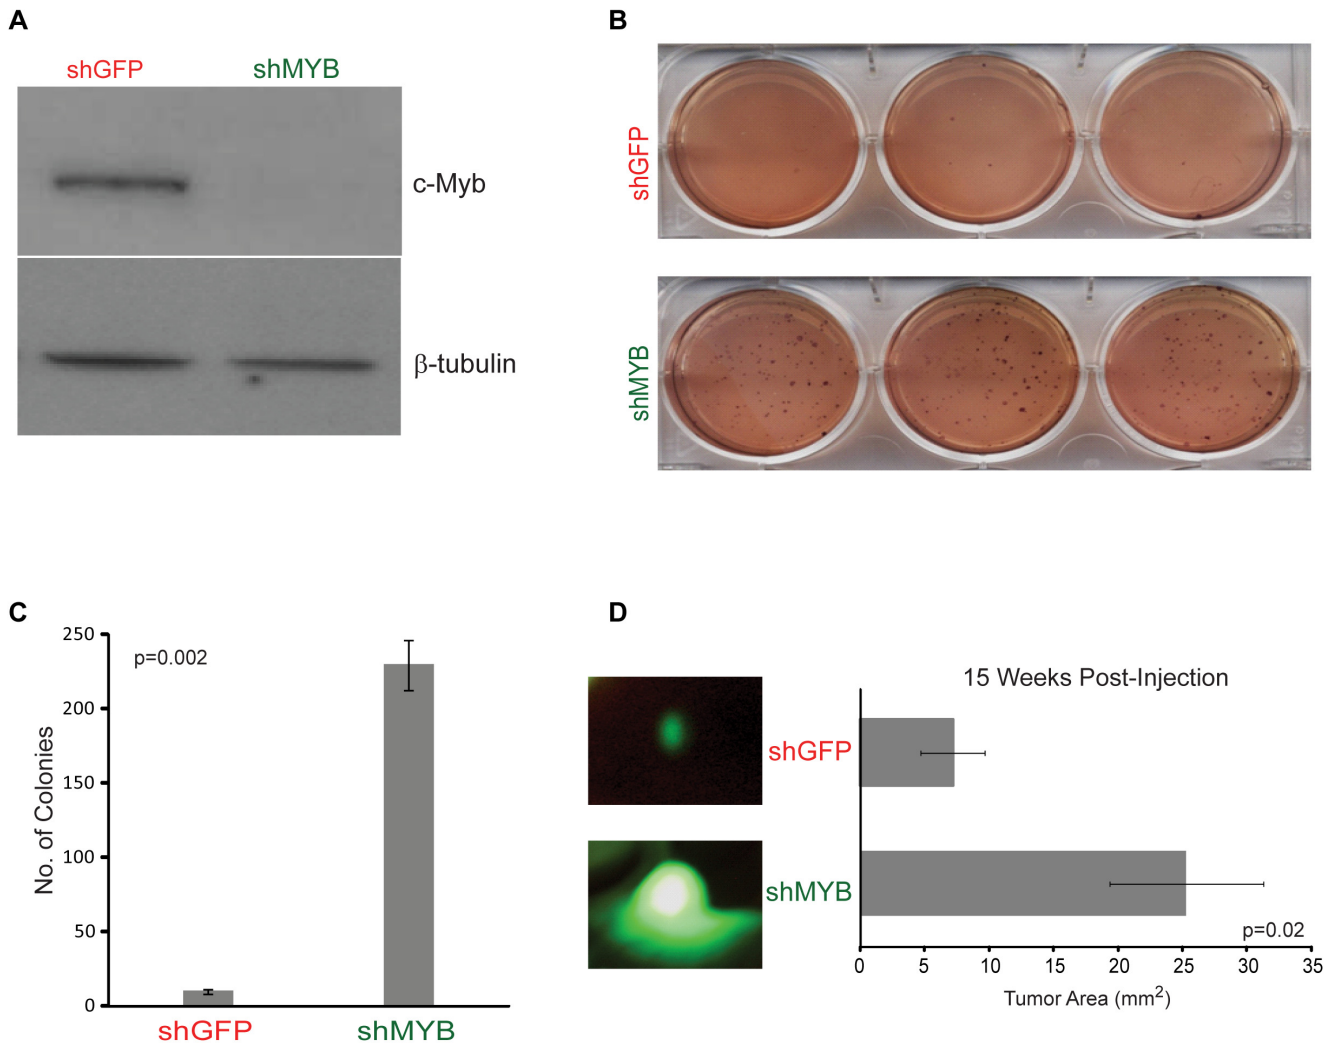 A
shGFP shMYB
c-Myb
β-tubulin
B
shGFP
shMYB
C
p=0.002
No. of Colonies
250
200
150
100
50
0
shGFP shMYB
D
15 Weeks Post-Injection
shGFP
shMYB
p=0.02
0 5 10 15 20 25 30 35
Tumor Area (mm²)